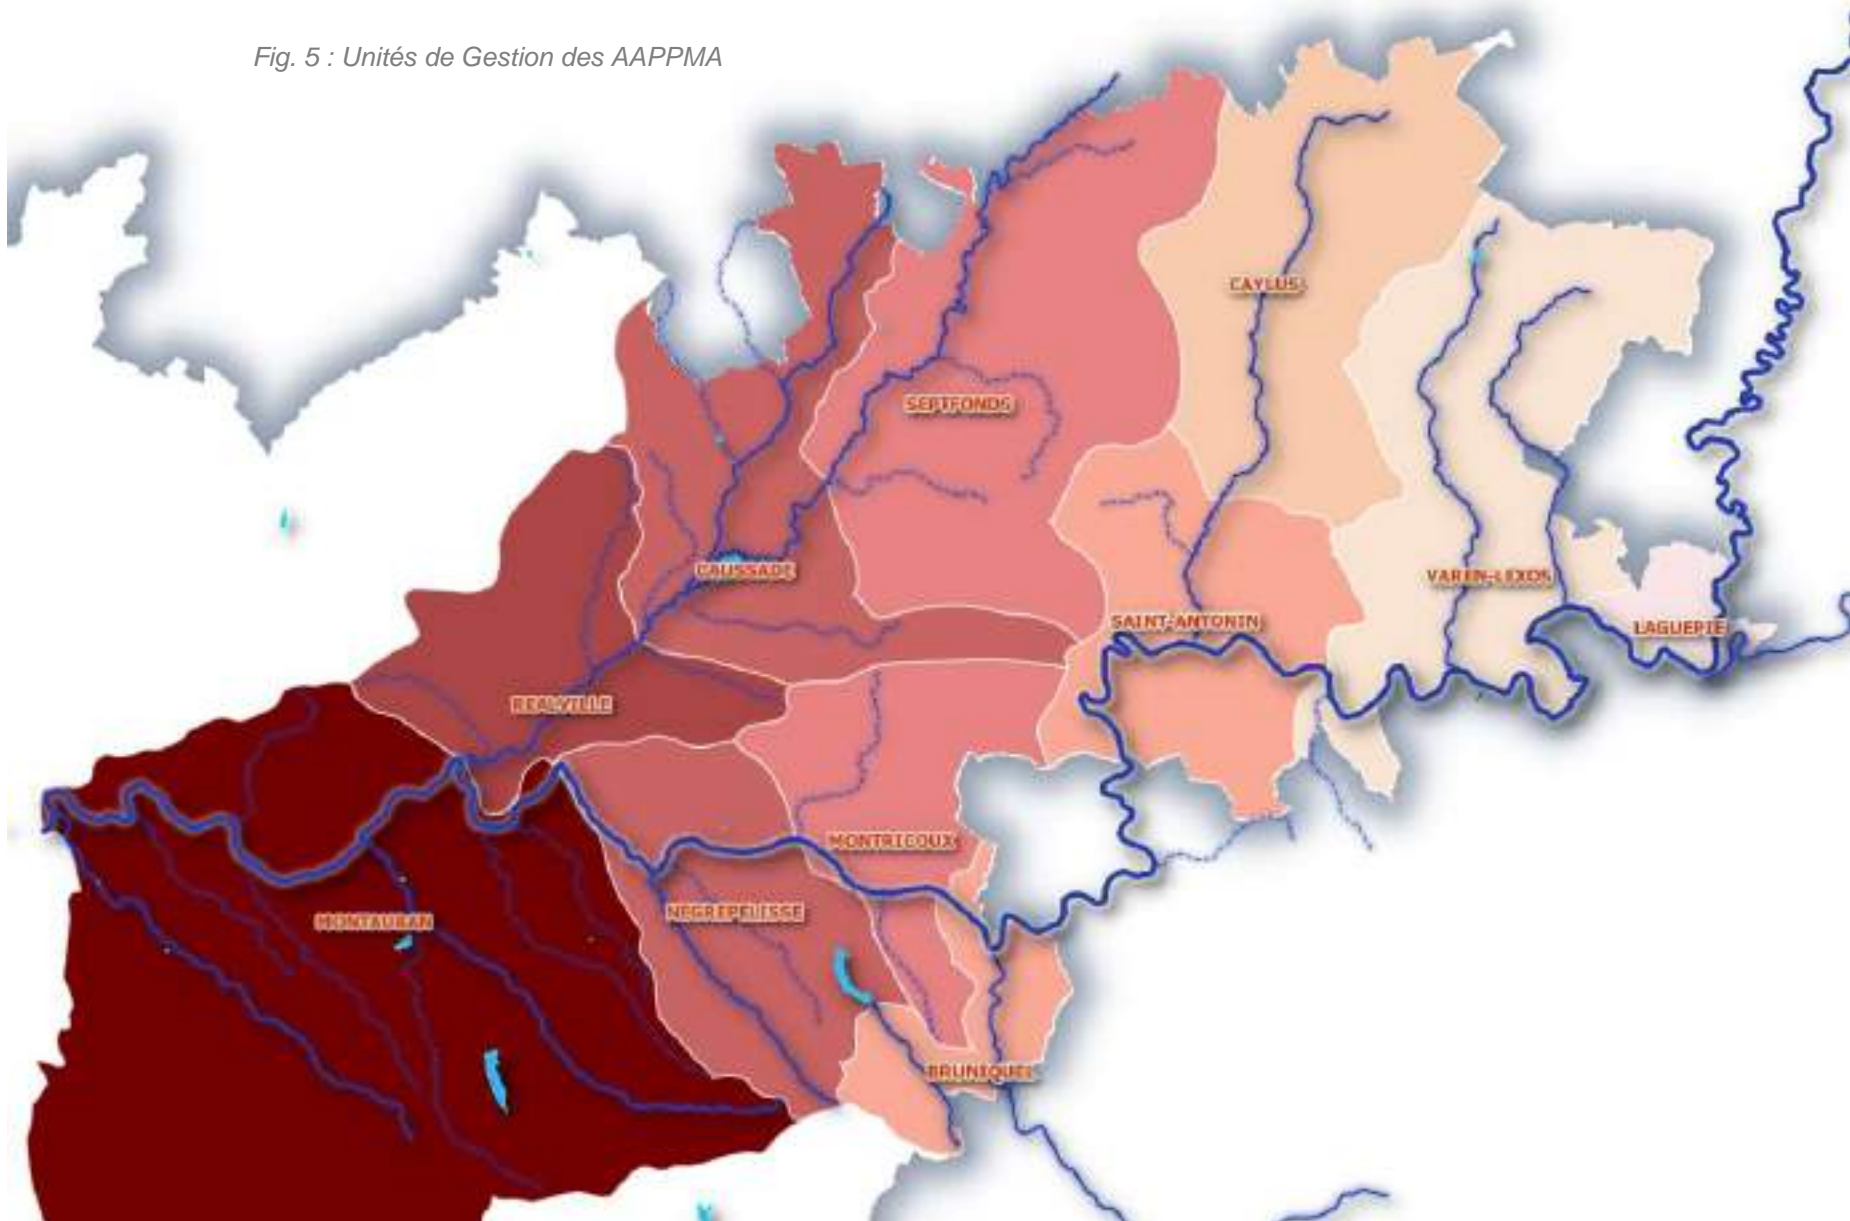 Fig. 5 : Unités de Gestion des AAPPMA
CAYLUS
SEPTFONDS
CAUSSADE
VAREN-LEXOS
SAINT-ANTONIN
LAGUEPIE
REALVILLE
MONTRICOUX
NEGREPELISSE
MONTAUBAN
BRUNIQUEL